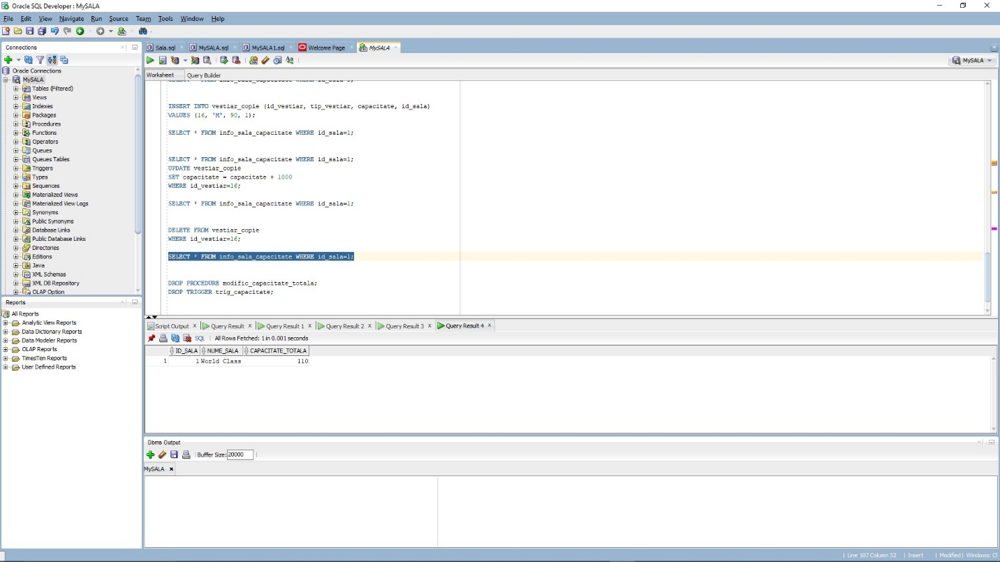 Oracle SQL Developer : MySALA
File Edit View Navigate Run Source Team Tools Window Help
Connections
Oracle Connections
MySALA
Tables (Filtered)
Views
Indexes
Packages
Procedures
Functions
Operators
Queues
Queues Tables
Triggers
Types
Sequences
Materialized Views
Materialized View Logs
Synonyms
Public Synonyms
Database Links
Public Database Links
Directories
Editions
Java
XML Schemas
XML DB Repository
OLAP Option
Reports
All Reports
Analytic View Reports
Data Dictionary Reports
Data Modeler Reports
OLAP Reports
TimesTen Reports
User Defined Reports
Sala.sql MySALA.sql MySALA1.sql Welcome Page MySALA
MySALA
Worksheet Query Builder
INSERT INTO vestiar_copie (id_vestiar, tip_vestiar, capacitate, id_sala)
VALUES (16, 'M', 90, 1);
SELECT * FROM info_sala_capacitate WHERE id_sala=1;
SELECT * FROM info_sala_capacitate WHERE id_sala=1;
UPDATE vestiar_copie
SET capacitate = capacitate + 1000
WHERE id_vestiar=16;
SELECT * FROM info_sala_capacitate WHERE id_sala=1;
DELETE FROM vestiar_copie
WHERE id_vestiar=16;
SELECT * FROM info_sala_capacitate WHERE id_sala=1;
DROP PROCEDURE modific_capacitate_totala;
DROP TRIGGER trig_capacitate;
Script Output x Query Result x Query Result 1 x Query Result 2 x Query Result 3 x Query Result 4 x
SQL | All Rows Fetched: 1 in 0.001 seconds
ID_SALA NUME_SALA CAPACITATE_TOTALA
1 1 World Class 110
Dbms Output
Buffer Size: 20000
MySALA x
Line 107 Column 52 | Insert | Modified | Windows: Cl